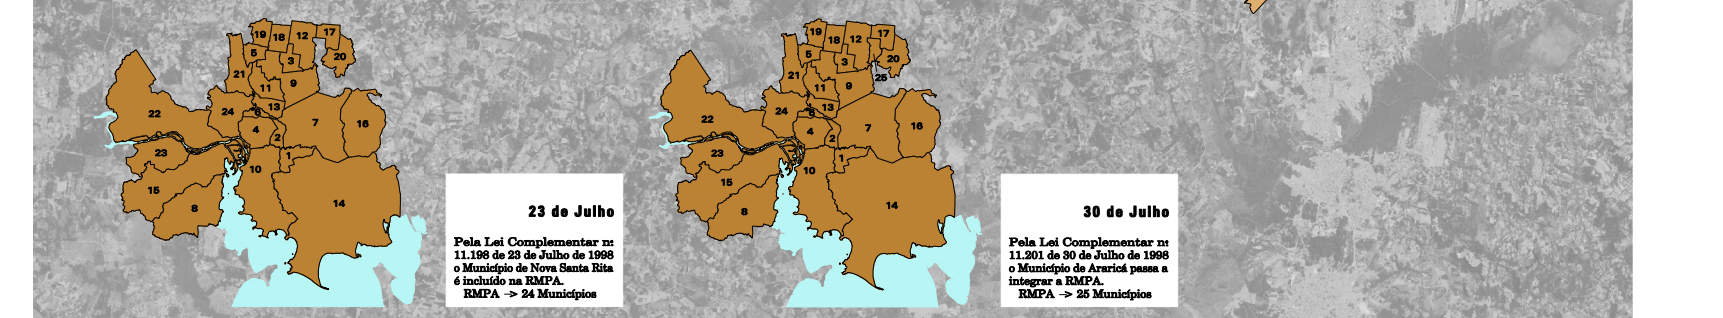 19 18 12 17
5 3 20
21 11 9
22 24 6 13
4 2 7 16
23 10 1
15 8 14
23 de Julho
Pela Lei Complementar nº
11.198 de 23 de Julho de 1998
o Município de Nova Santa Rita
é incluído na RMPA.
RMPA -> 24 Municípios
19 18 12 17
5 3 20
21 11 9 25
22 24 6 13
4 2 7 16
23 10 1
15 8 14
30 de Julho
Pela Lei Complementar nº
11.201 de 30 de Julho de 1998
o Município de Araricá passa a
integrar a RMPA.
RMPA -> 25 Municípios